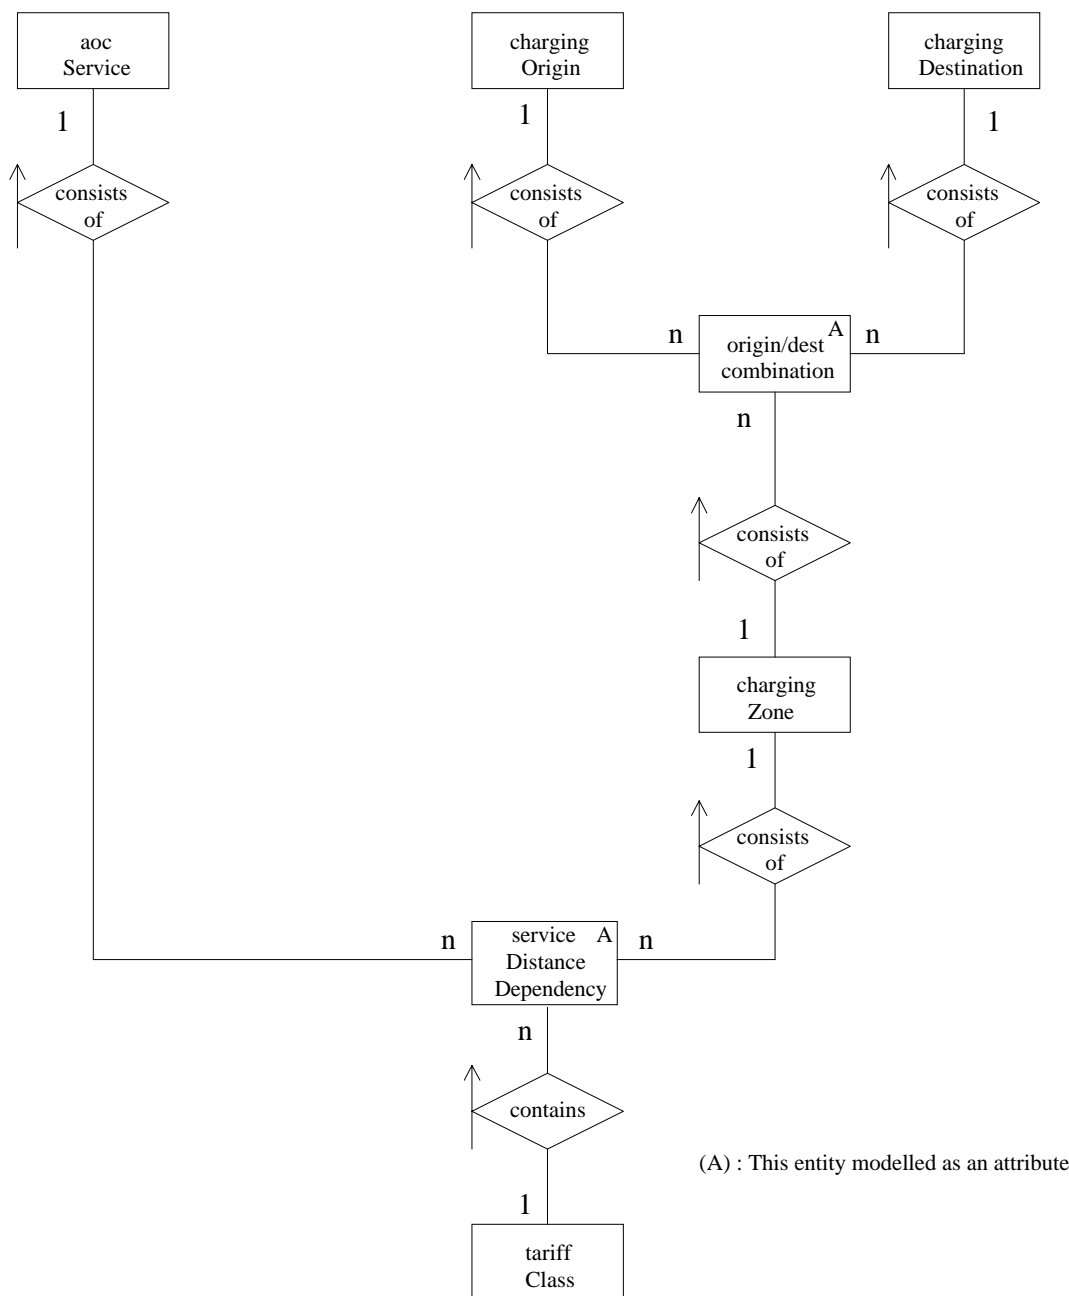 aoc
Service
charging
Origin
charging
Destination
1
1
1
consists
of
consists
of
consists
of
n
A
origin/dest
combination
n
n
consists
of
1
charging
Zone
1
consists
of
n
service A
Distance
Dependency
n
n
contains
(A) : This entity modelled as an attribute
1
tariff
Class